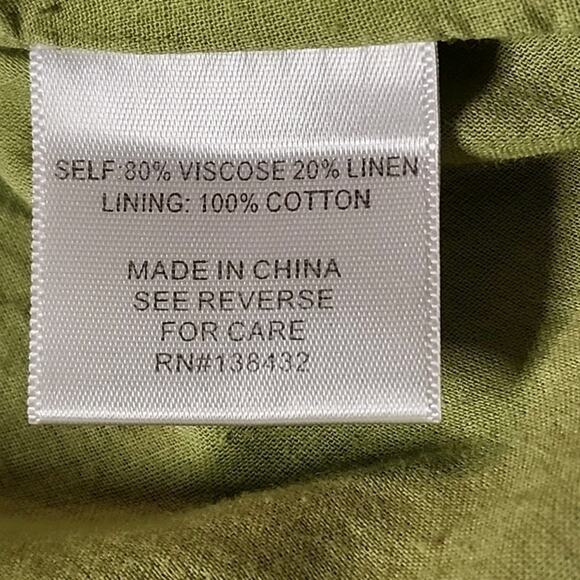 SELF:80% VISCOSE 20% LINEN
LINING: 100% COTTON
MADE IN CHINA
SEE REVERSE
FOR CARE
RN#138432